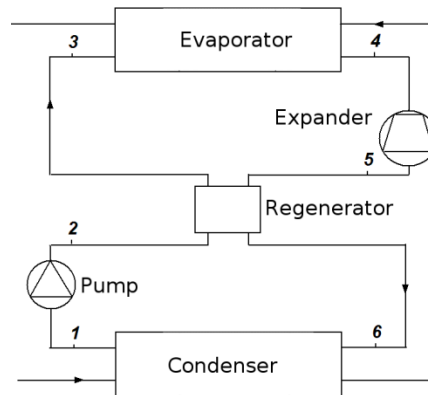 3
Evaporator
4
Expander
5
Regenerator
2
Pump
1
6
Condenser